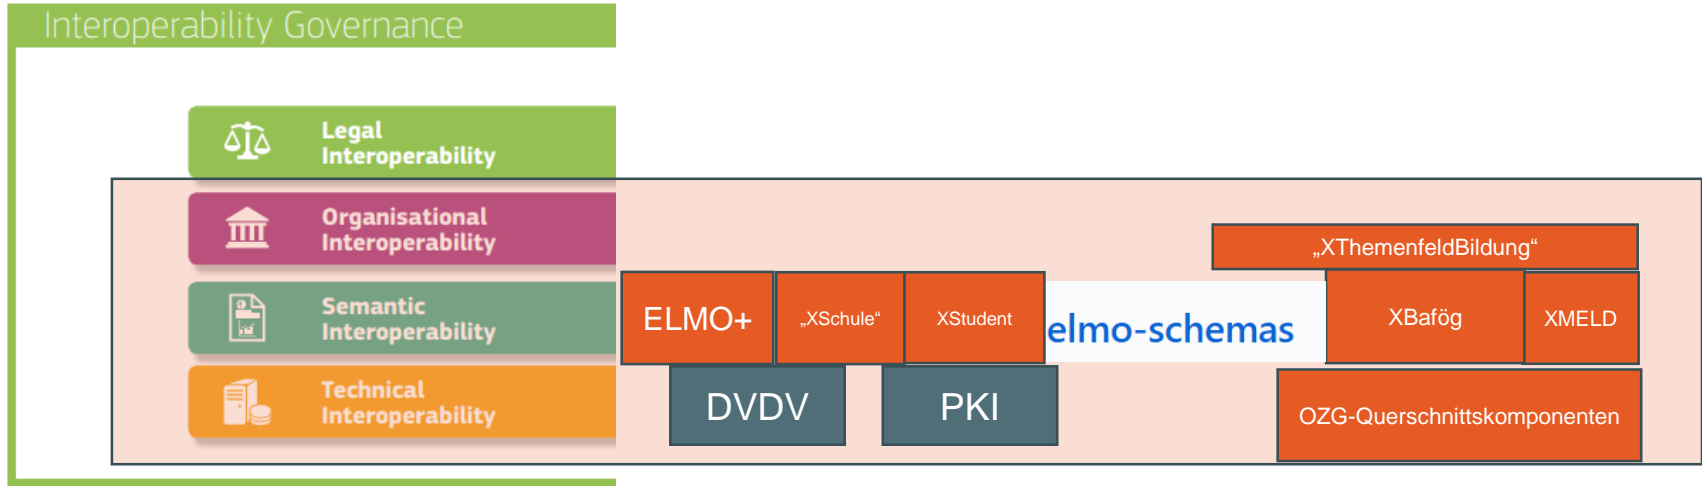 Interoperability Governance
Legal
Interoperability
Organisational
Interoperability
„XThemenfeldBildung“
Semantic
Interoperability
ELMO+
„XSchule“
XStudent
elmo-schemas
XBafög
XMELD
Technical
Interoperability
DVDV
PKI
OZG-Querschnittskomponenten